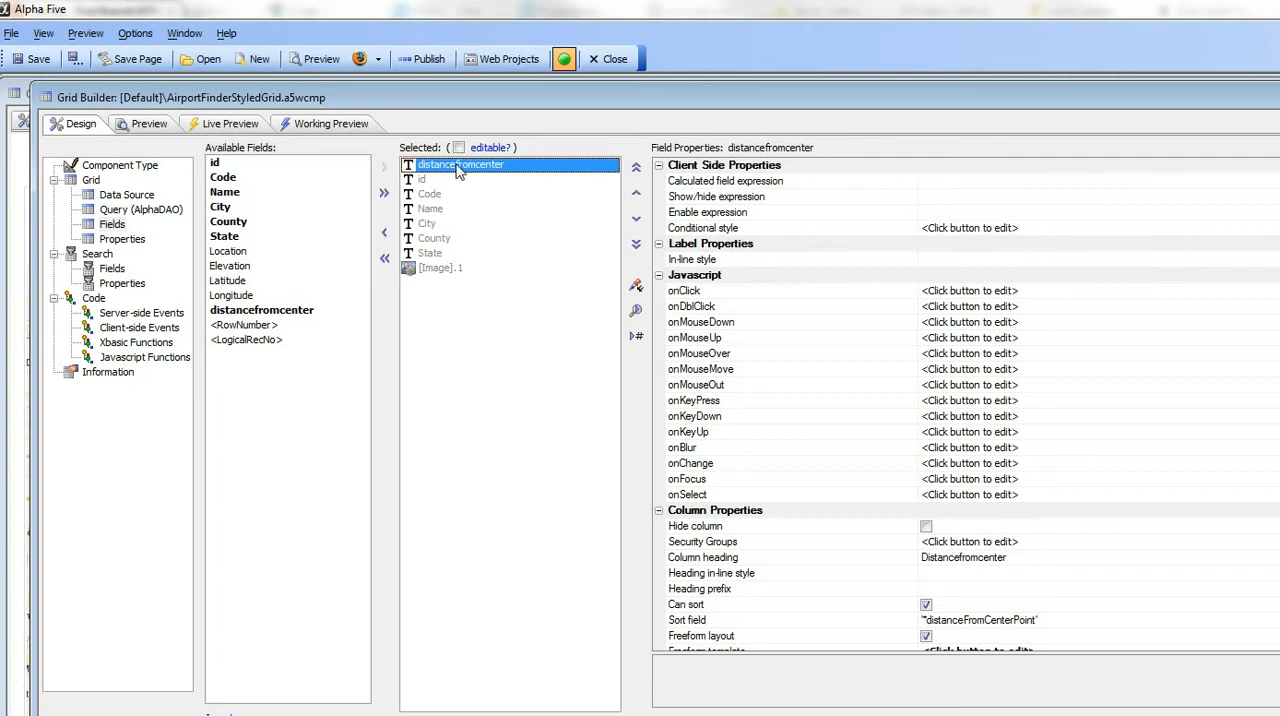 Alpha Five
File View Preview Options Window Help
Save Save Page Open New Preview Publish Web Projects Close
Grid Builder: [Default]\AirportFinderStyledGrid.a5wcmp
Design Preview Live Preview Working Preview
Component Type
Grid
Data Source
Query (AlphaDAO)
Fields
Properties
Search
Fields
Properties
Code
Server-side Events
Client-side Events
Xbasic Functions
Javascript Functions
Information
Available Fields:
id
Code
Name
City
County
State
Location
Elevation
Latitude
Longitude
distancefromcenter
<RowNumber>
<LogicalRecNo>
Selected: ( editable? )
distancefromcenter
id
Code
Name
City
County
State
[Image].1
Field Properties: distancefromcenter
Client Side Properties
Calculated field expression
Show/hide expression
Enable expression
Conditional style <Click button to edit>
Label Properties
In-line style
Javascript
onClick <Click button to edit>
onDblClick <Click button to edit>
onMouseDown <Click button to edit>
onMouseUp <Click button to edit>
onMouseOver <Click button to edit>
onMouseMove <Click button to edit>
onMouseOut <Click button to edit>
onKeyPress <Click button to edit>
onKeyDown <Click button to edit>
onKeyUp <Click button to edit>
onBlur <Click button to edit>
onChange <Click button to edit>
onFocus <Click button to edit>
onSelect <Click button to edit>
Column Properties
Hide column
Security Groups <Click button to edit>
Column heading Distancefromcenter
Heading in-line style
Heading prefix
Can sort
Sort field "distanceFromCenterPoint"
Freeform layout
Freeform template <Click button to edit>